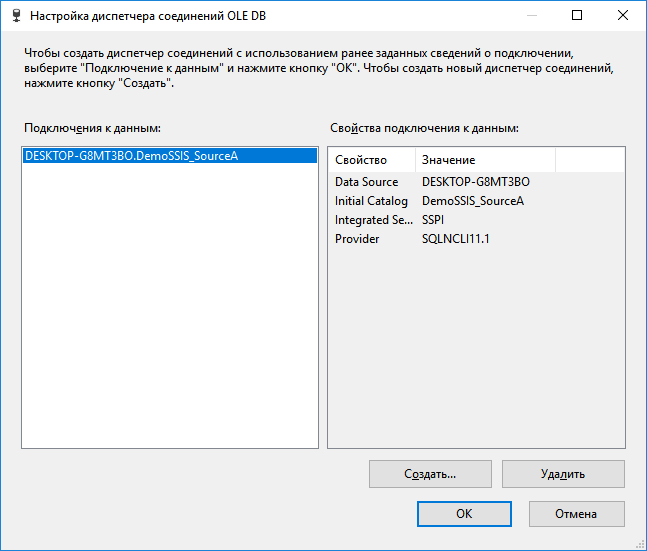 Настройка диспетчера соединений OLE DB
Чтобы создать диспетчер соединений с использованием ранее заданных сведений о подключении,
выберите "Подключение к данным" и нажмите кнопку "ОК". Чтобы создать новый диспетчер соединений,
нажмите кнопку "Создать".
Подключения к данным:
Свойства подключения к данным:
DESKTOP-G8MT3BO.DemoSSIS_SourceA
Свойство Значение
Data Source DESKTOP-G8MT3BO
Initial Catalog DemoSSIS_SourceA
Integrated Se... SSPI
Provider SQLNCLI11.1
Создать... Удалить
ОК Отмена